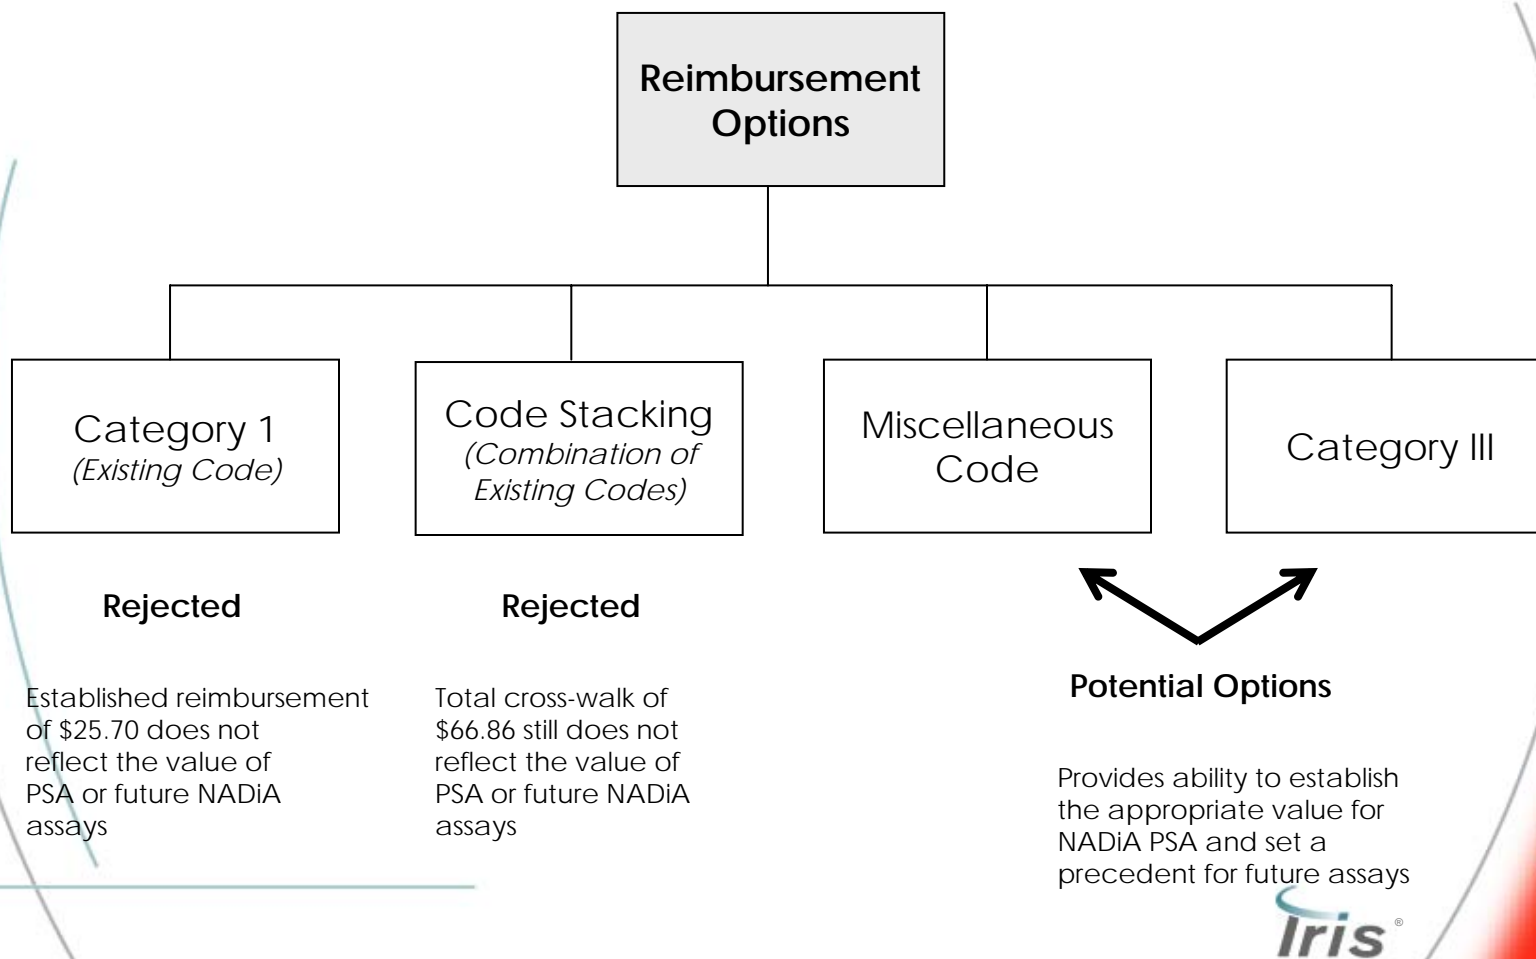 Reimbursement
Options
Category 1
(Existing Code)
Code Stacking
(Combination of
Existing Codes)
Miscellaneous
Code
Category III
Rejected
Established reimbursement
of $25.70 does not
reflect the value of
PSA or future NADiA
assays
Rejected
Total cross-walk of
$66.86 still does not
reflect the value of
PSA or future NADiA
assays
Potential Options
Provides ability to establish
the appropriate value for
NADiA PSA and set a
precedent for future assays
Iris®